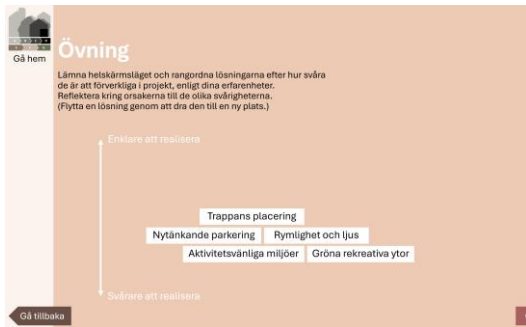 Gå hem
Övning
Lämna helskärmsläget och rangordna lösningarna efter hur svåra
de är att förverkliga i projekt, enligt dina erfarenheter.
Reflektera kring orsakerna till de olika svårigheterna.
(Flytta en lösning genom att dra den till en ny plats.)
Enklare att realisera
Trappans placering
Nytänkande parkering
Rymlighet och ljus
Aktivitetsvänliga miljöer
Gröna rekreativa ytor
Svårare att realisera
Gå tillbaka